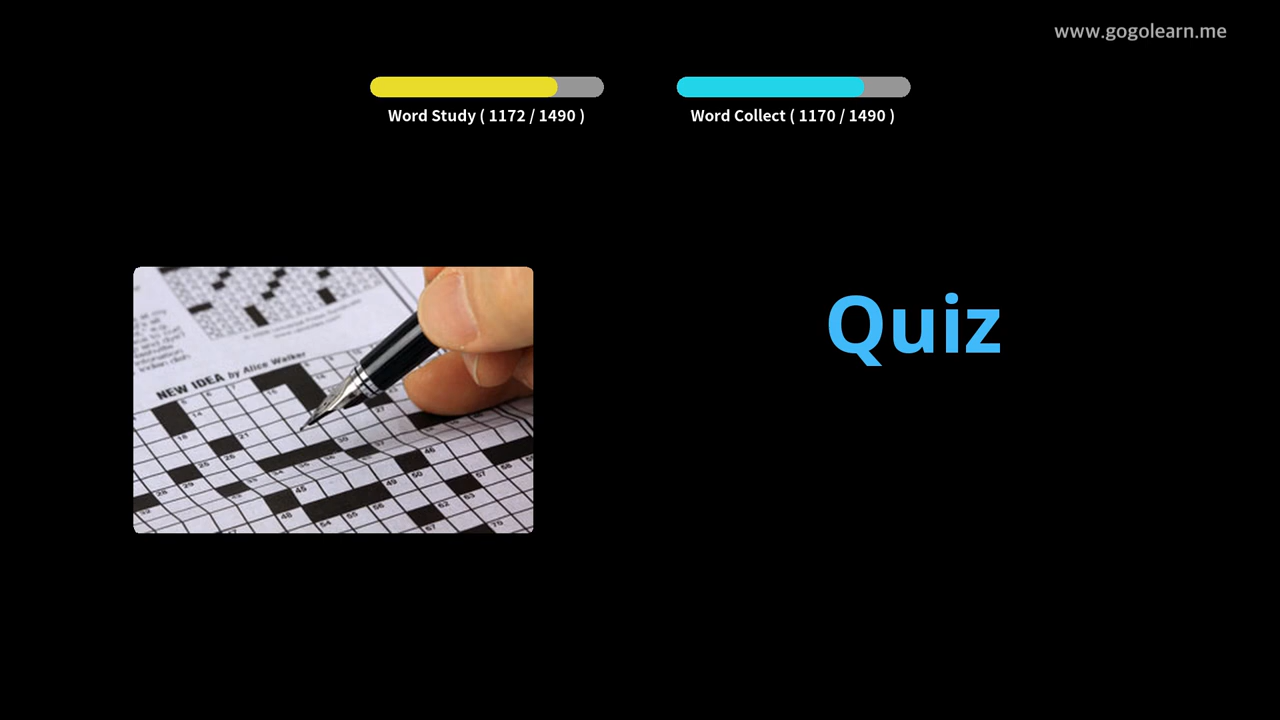 www.gogolearn.me
Word Study ( 1172 / 1490 )
Word Collect ( 1170 / 1490 )
Quiz
NEW IDEA by Alice Walker